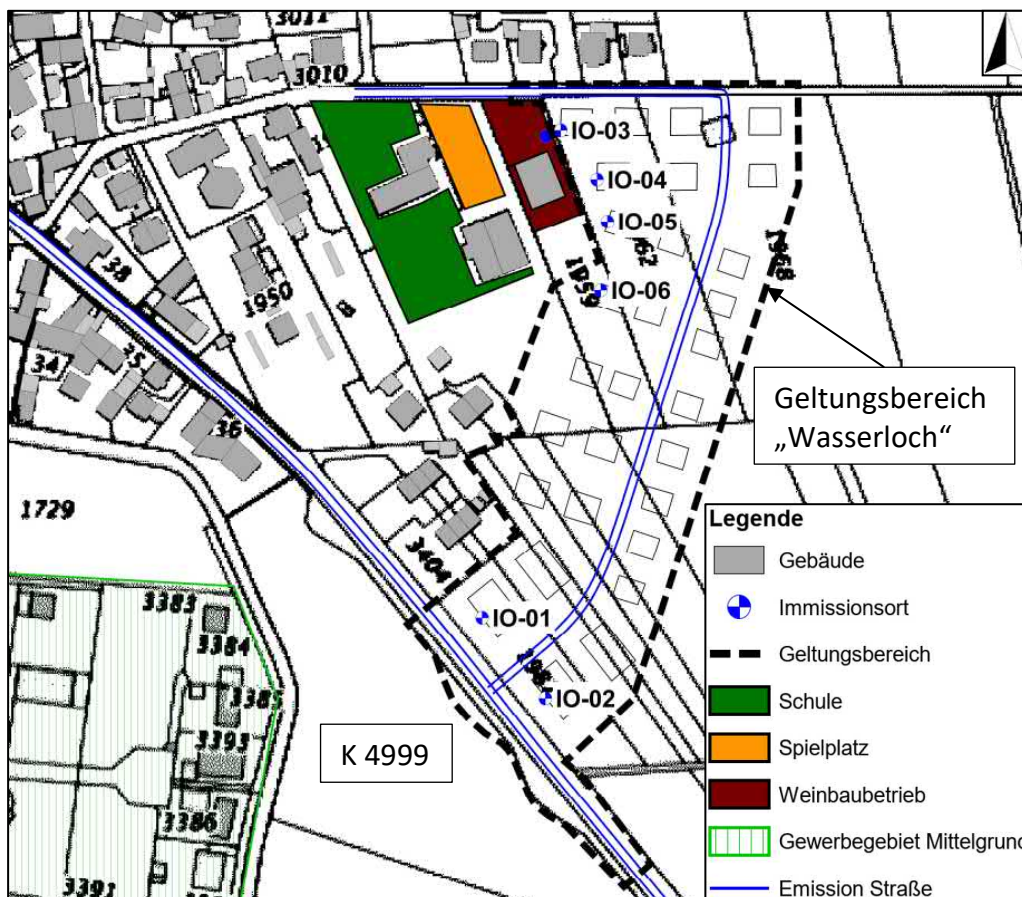 3011
3010
IO-03
IO-04
IO-05
IO-06
1959
1968
38
1950
34
35
36
Geltungsbereich
„Wasserloch“
1729
3404
3383
3384
3385
3393
3386
3391
IO-01
IO-02
K 4999
Legende
Gebäude
Immissionsort
Geltungsbereich
Schule
Spielplatz
Weinbaubetrieb
Gewerbegebiet Mittelgrund
Emission Straße